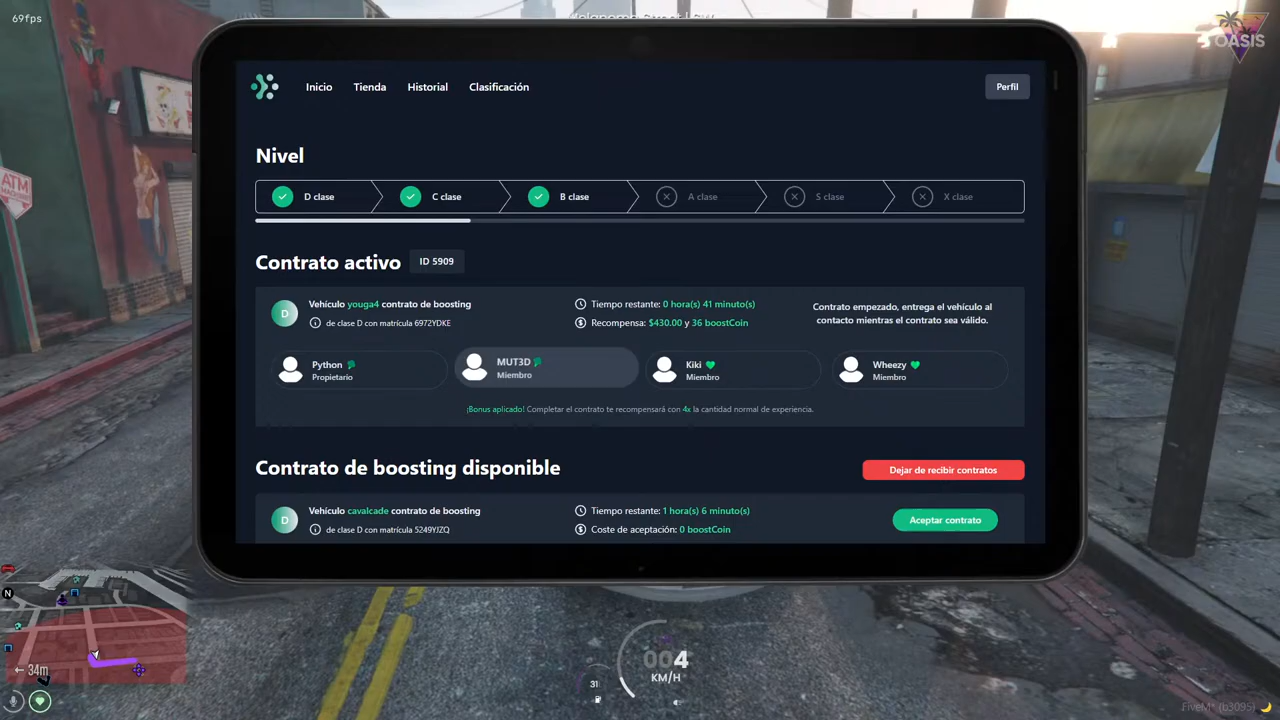 69fps
OASIS
Inicio
Tienda
Historial
Clasificación
Perfil
ATM
MACHINE
Nivel
D clase
C clase
B clase
A clase
S clase
X clase
Contrato activo
ID 5909
D
Vehículo youga4 contrato de boosting
de clase D con matrícula 6972YDKE
Tiempo restante: 0 hora(s) 41 minuto(s)
Recompensa: $430.00 y 36 boostCoin
Contrato empezado, entrega el vehículo al
contacto mientras el contrato sea válido.
Python
Propietario
MUT3D
Miembro
Kiki
Miembro
Wheezy
Miembro
¡Bonus aplicado! Completar el contrato te recompensará con 4x la cantidad normal de experiencia.
Contrato de boosting disponible
Dejar de recibir contratos
D
Vehículo cavalcade contrato de boosting
de clase D con matrícula 5249YJZQ
Tiempo restante: 1 hora(s) 6 minuto(s)
Coste de aceptación: 0 boostCoin
Aceptar contrato
N
← 34m
004
KM/H
31
FiveM* (b3095)